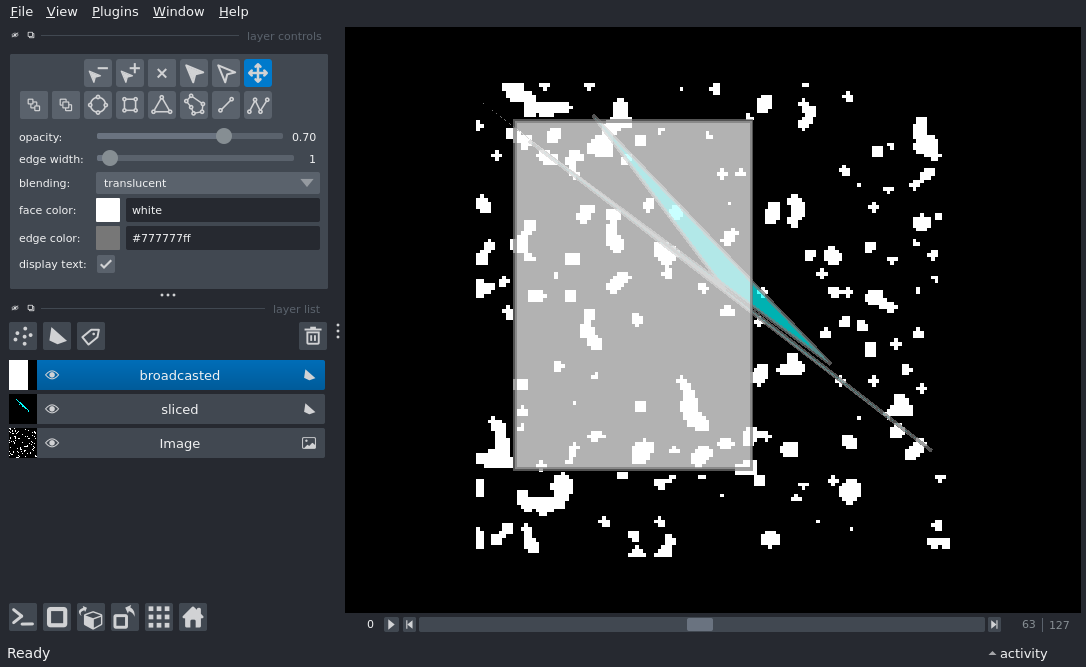 File View Plugins Window Help
layer controls
opacity: 0.70
edge width: 1
blending: translucent
face color: white
edge color: #777777ff
display text:
layer list
broadcasted
sliced
Image
0 63 127
Ready activity